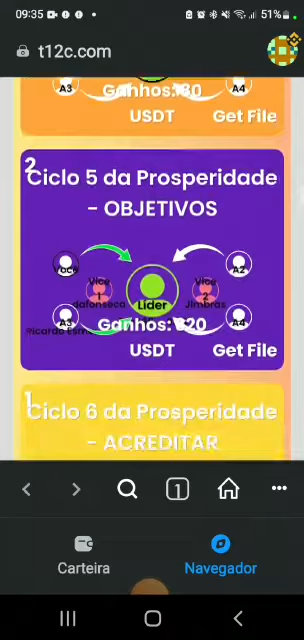 09:35
51%
t12c.com
A3
Ganhos: 80
A4
USDT
Get File
2
Ciclo 5 da Prosperidade
- OBJETIVOS
Você
A2
Vice
1
Vice
2
dafonseca
Líder
Jimbras
A3
Ganhos: 320
A4
USDT
Get File
1
Ciclo 6 da Prosperidade
- ACREDITAR
1
Carteira
Navegador